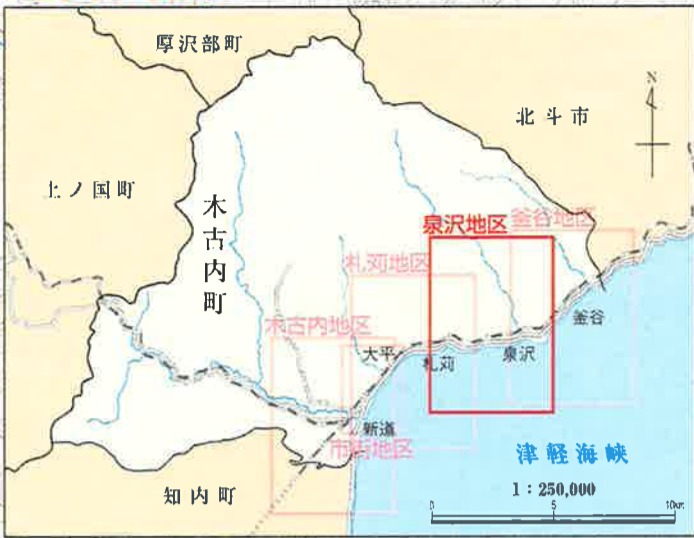 厚沢部町
北斗市
N
上ノ国町
木古内町
泉沢地区
釜谷地区
札苅地区
木古内地区
大平
札苅
泉沢
釜谷
新道
市街地区
津軽海峡
知内町
1：250,000
0 5 10km